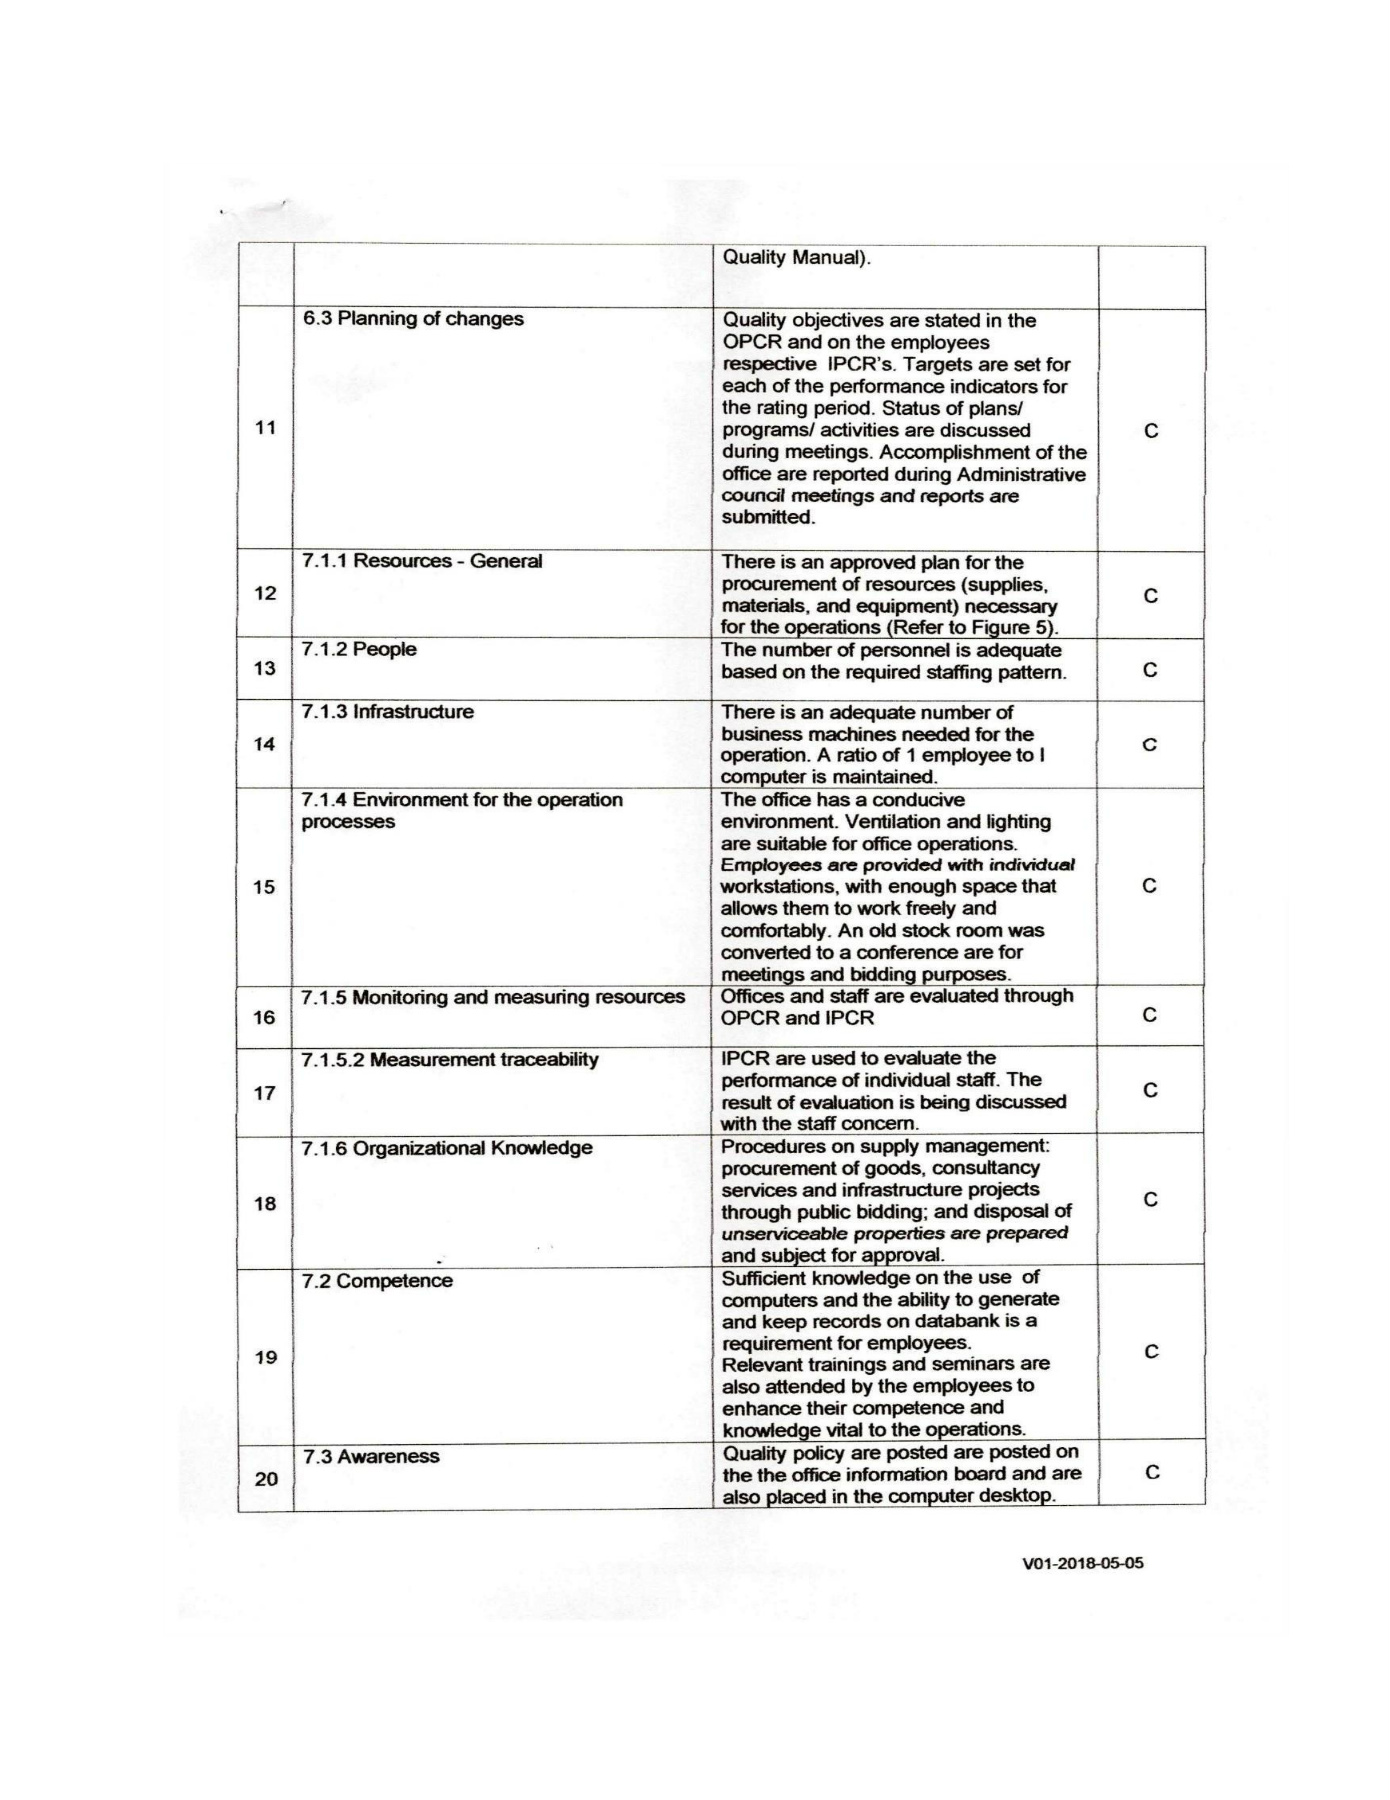 Quality Manual).
11
6.3 Planning of changes
Quality objectives are stated in the
OPCR and on the employees
respective IPCR's. Targets are set for
each of the performance indicators for
the rating period. Status of plans/
programs/ activities are discussed
during meetings. Accomplishment of the
office are reported during Administrative
council meetings and reports are
submitted.
C
12
7.1.1 Resources - General
There is an approved plan for the
procurement of resources (supplies,
materials, and equipment) necessary
for the operations (Refer to Figure 5).
C
13
7.1.2 People
The number of personnel is adequate
based on the required staffing pattern.
C
14
7.1.3 Infrastructure
There is an adequate number of
business machines needed for the
operation. A ratio of 1 employee to I
computer is maintained.
C
15
7.1.4 Environment for the operation
processes
The office has a conducive
environment. Ventilation and lighting
are suitable for office operations.
Employees are provided with individual
workstations, with enough space that
allows them to work freely and
comfortably. An old stock room was
converted to a conference are for
meetings and bidding purposes.
C
16
7.1.5 Monitoring and measuring resources
Offices and staff are evaluated through
OPCR and IPCR
C
17
7.1.5.2 Measurement traceability
IPCR are used to evaluate the
performance of individual staff. The
result of evaluation is being discussed
with the staff concern.
C
18
7.1.6 Organizational Knowledge
Procedures on supply management:
procurement of goods, consultancy
services and infrastructure projects
through public bidding; and disposal of
unserviceable properties are prepared
and subject for approval.
C
19
7.2 Competence
Sufficient knowledge on the use of
computers and the ability to generate
and keep records on databank is a
requirement for employees.
Relevant trainings and seminars are
also attended by the employees to
enhance their competence and
knowledge vital to the operations.
C
20
7.3 Awareness
Quality policy are posted are posted on
the the office information board and are
also placed in the computer desktop.
C
V01-2018-05-05